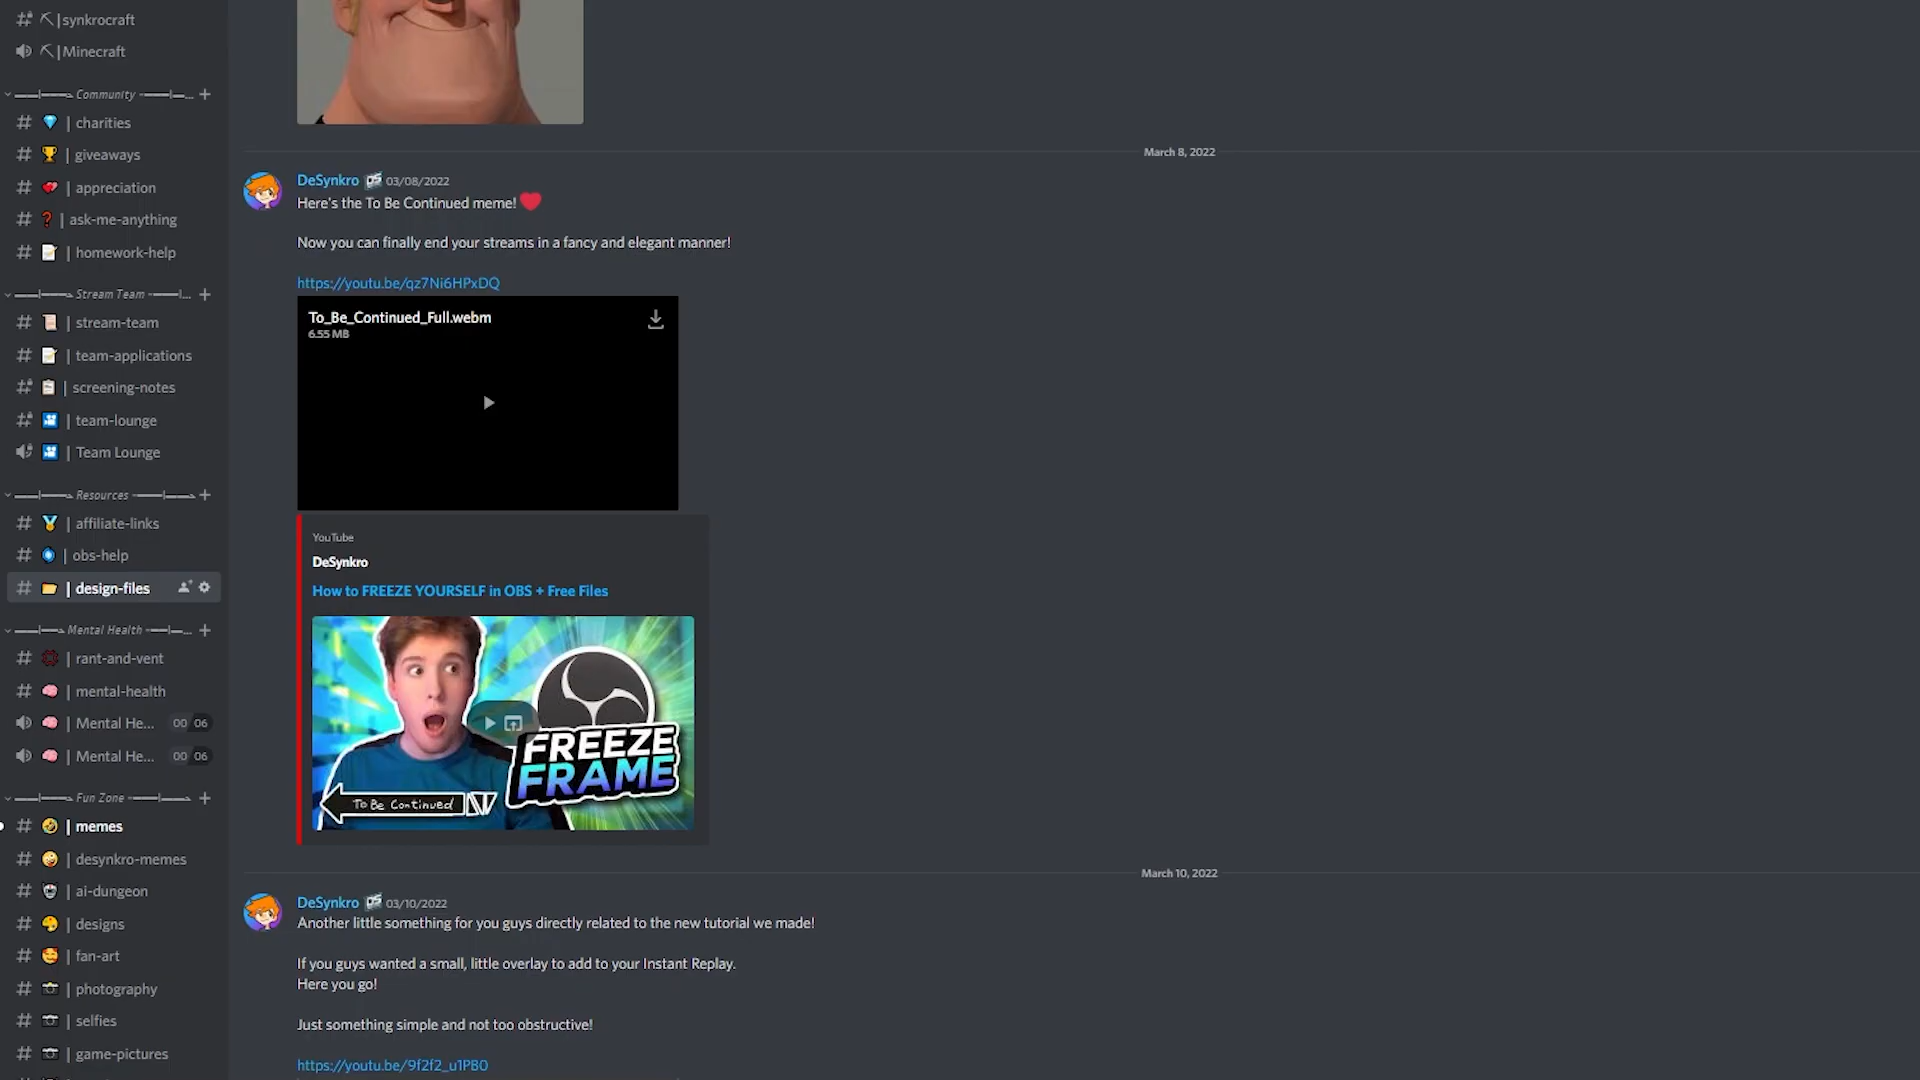 | synkrocraft
| Minecraft
Community
| charities
| giveaways
| appreciation
| ask-me-anything
| homework-help
Stream Team
| stream-team
| team-applications
| screening-notes
| team-lounge
| Team Lounge
Resources
| affiliate-links
| obs-help
| design-files
Mental Health
| rant-and-vent
| mental-health
| Mental He... 00 06
| Mental He... 00 06
Fun Zone
| memes
| desynkro-memes
| ai-dungeon
| designs
| fan-art
| photography
| selfies
| game-pictures
March 8, 2022
DeSynkro DS 03/08/2022
Here's the To Be Continued meme!
Now you can finally end your streams in a fancy and elegant manner!
https://youtu.be/qz7Ni6HPxDQ
To_Be_Continued_Full.webm
6.55 MB
YouTube
DeSynkro
How to FREEZE YOURSELF in OBS + Free Files
FREEZE
FRAME
To Be Continued
March 10, 2022
DeSynkro DS 03/10/2022
Another little something for you guys directly related to the new tutorial we made!
If you guys wanted a small, little overlay to add to your Instant Replay.
Here you go!
Just something simple and not too obstructive!
https://youtu.be/9f2f2_u1PB0